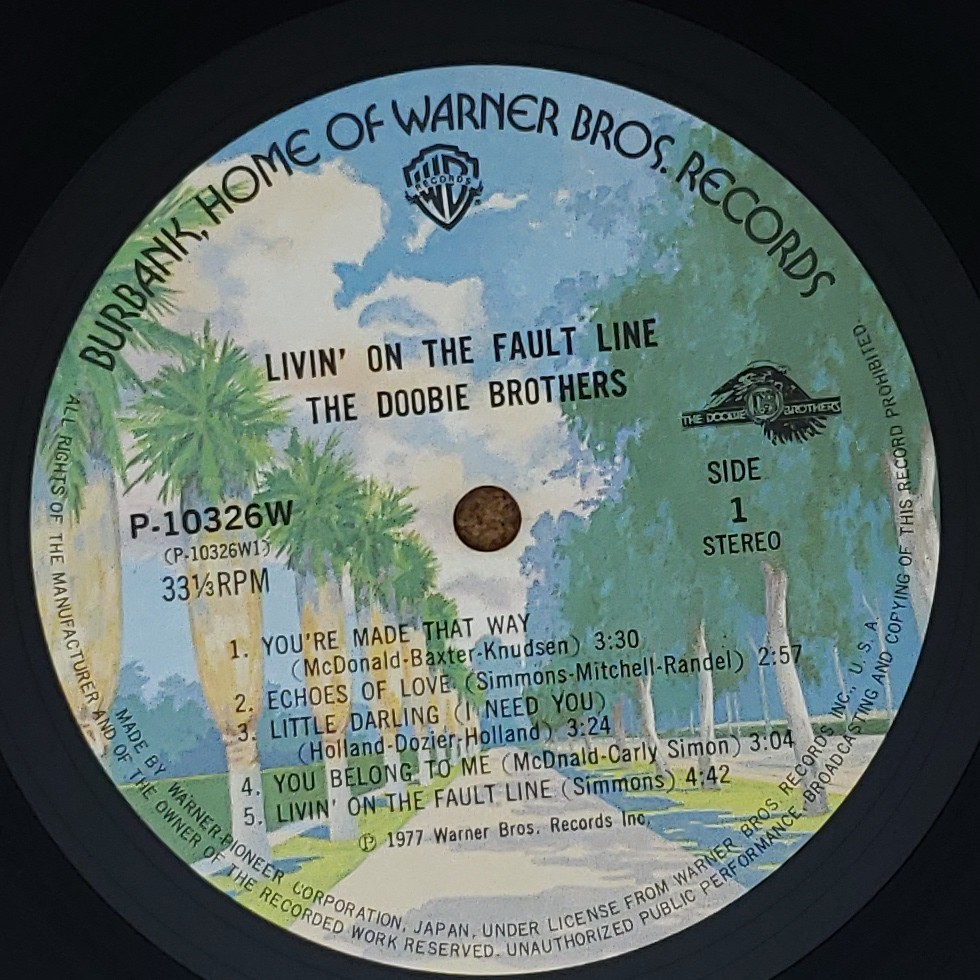 BURBANK, HOME OF WARNER BROS. RECORDS
RECORDS
LIVIN' ON THE FAULT LINE
THE DOOBIE BROTHERS
THE DOOBIE BROTHERS
SIDE
1
STEREO
P-10326W
(P-10326W1)
33⅓RPM
1. YOU'RE MADE THAT WAY
(McDonald-Baxter-Knudsen) 3:30
2. ECHOES OF LOVE (Simmons-Mitchell-Randel) 2:57
3. LITTLE DARLING (I NEED YOU)
(Holland-Dozier-Holland) 3:24
4. YOU BELONG TO ME (McDnald-Carly Simon) 3:04
5. LIVIN' ON THE FAULT LINE (Simmons) 4:42
℗ 1977 Warner Bros. Records Inc.
MADE BY WARNER-PIONEER CORPORATION, JAPAN, UNDER LICENSE FROM WARNER BROS. RECORDS INC., U. S. A.
ALL RIGHTS OF THE MANUFACTURER AND OF THE OWNER OF THE RECORDED WORK RESERVED. UNAUTHORIZED PUBLIC PERFORMANCE, BROADCASTING AND COPYING OF THIS RECORD PROHIBITED.